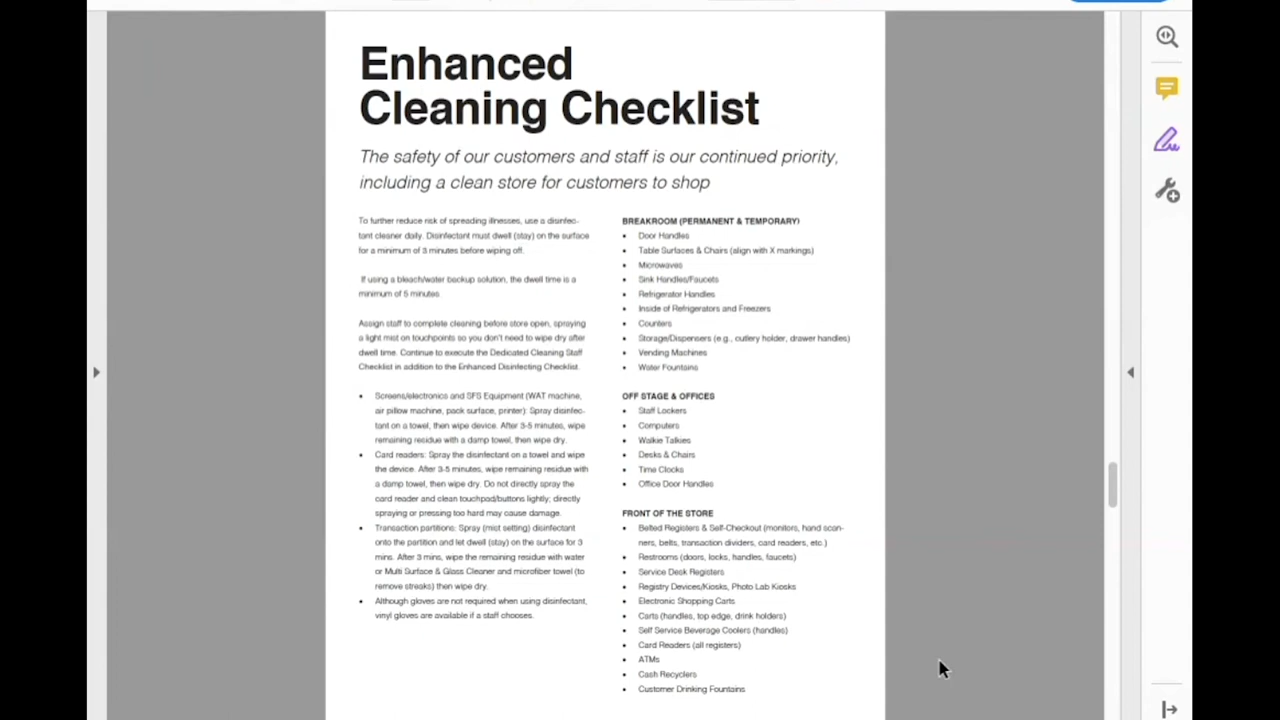 Enhanced
Cleaning Checklist
The safety of our customers and staff is our continued priority,
including a clean store for customers to shop
To further reduce risk of spreading illnesses, use a disinfec-
tant cleaner daily. Disinfectant must dwell (stay) on the surface
for a minimum of 3 minutes before wiping off.
If using a bleach/water backup solution, the dwell time is a
minimum of 5 minutes
Assign staff to complete cleaning before store open, spraying
a light mist on touchpoints so you don't need to wipe dry after
dwell time. Continue to execute the Dedicated Cleaning Staff
Checklist in addition to the Enhanced Disinfecting Checklist.
• Screens/electronics and SFS Equipment (WAT machine,
air pillow machine, pack surface, printer): Spray disinfec-
tant on a towel, then wipe device. After 3-5 minutes, wipe
remaining residue with a damp towel, then wipe dry.
• Card readers: Spray the disinfectant on a towel and wipe
the device. After 3-5 minutes, wipe remaining residue with
a damp towel, then wipe dry. Do not directly spray the
card reader and clean touchpad/buttons lightly; directly
spraying or pressing too hard may cause damage.
• Transaction partitions: Spray (mist setting) disinfectant
onto the partition and let dwell (stay) on the surface for 3
mins. After 3 mins, wipe the remaining residue with water
or Multi Surface & Glass Cleaner and microfiber towel (to
remove streaks) then wipe dry.
• Although gloves are not required when using disinfectant,
vinyl gloves are available if a staff chooses.
BREAKROOM (PERMANENT & TEMPORARY)
• Door Handles
• Table Surfaces & Chairs (align with X markings)
• Microwaves
• Sink Handles/Faucets
• Refrigerator Handles
• Inside of Refrigerators and Freezers
• Counters
• Storage/Dispensers (e.g., cutlery holder, drawer handles)
• Vending Machines
• Water Fountains
OFF STAGE & OFFICES
• Staff Lockers
• Computers
• Walkie Talkies
• Desks & Chairs
• Time Clocks
• Office Door Handles
FRONT OF THE STORE
• Belted Registers & Self-Checkout (monitors, hand scan-
ners, belts, transaction dividers, card readers, etc.)
• Restrooms (doors, locks, handles, faucets)
• Service Desk Registers
• Registry Devices/Kiosks, Photo Lab Kiosks
• Electronic Shopping Carts
• Carts (handles, top edge, drink holders)
• Self Service Beverage Coolers (handles)
• Card Readers (all registers)
• ATMs
• Cash Recyclers
• Customer Drinking Fountains